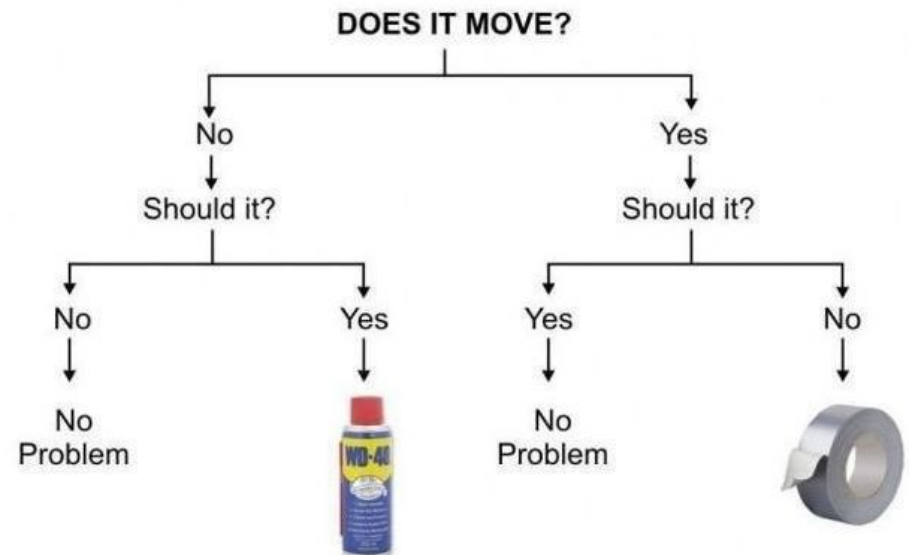 DOES IT MOVE?
No
Yes
Should it?
Should it?
No
Yes
Yes
No
No
Problem
WD-40
No
Problem